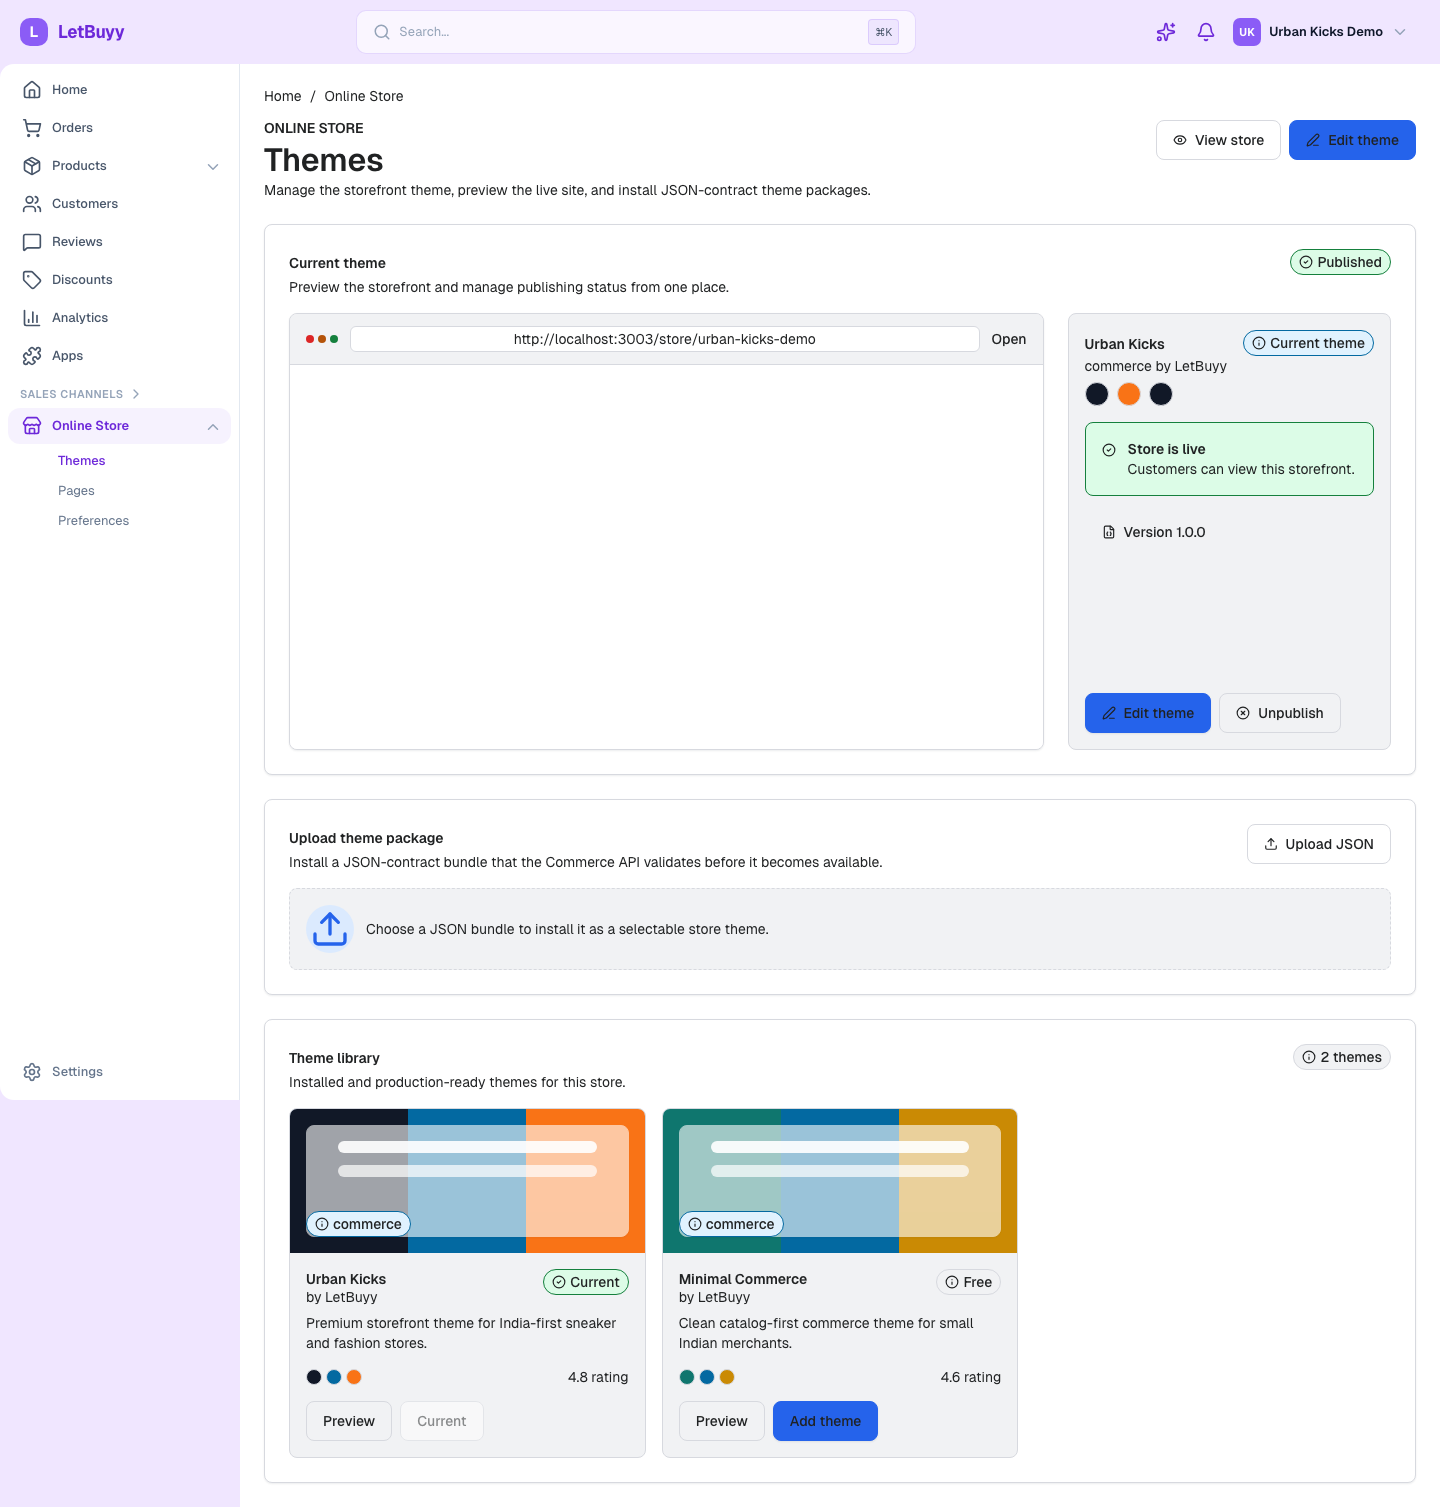 L LetBuyy
Search...
⌘K
UK Urban Kicks Demo
Home
Orders
Products
Customers
Reviews
Discounts
Analytics
Apps
SALES CHANNELS
Online Store
Themes
Pages
Preferences
Settings
Home / Online Store
ONLINE STORE
Themes
Manage the storefront theme, preview the live site, and install JSON-contract theme packages.
View store
Edit theme
Current theme
Preview the storefront and manage publishing status from one place.
Published
http://localhost:3003/store/urban-kicks-demo
Open
Urban Kicks
Current theme
commerce by LetBuyy
Store is live
Customers can view this storefront.
Version 1.0.0
Edit theme
Unpublish
Upload theme package
Install a JSON-contract bundle that the Commerce API validates before it becomes available.
Upload JSON
Choose a JSON bundle to install it as a selectable store theme.
Theme library
Installed and production-ready themes for this store.
2 themes
commerce
Urban Kicks
Current
by LetBuyy
Premium storefront theme for India-first sneaker
and fashion stores.
4.8 rating
Preview
Current
commerce
Minimal Commerce
Free
by LetBuyy
Clean catalog-first commerce theme for small
Indian merchants.
4.6 rating
Preview
Add theme